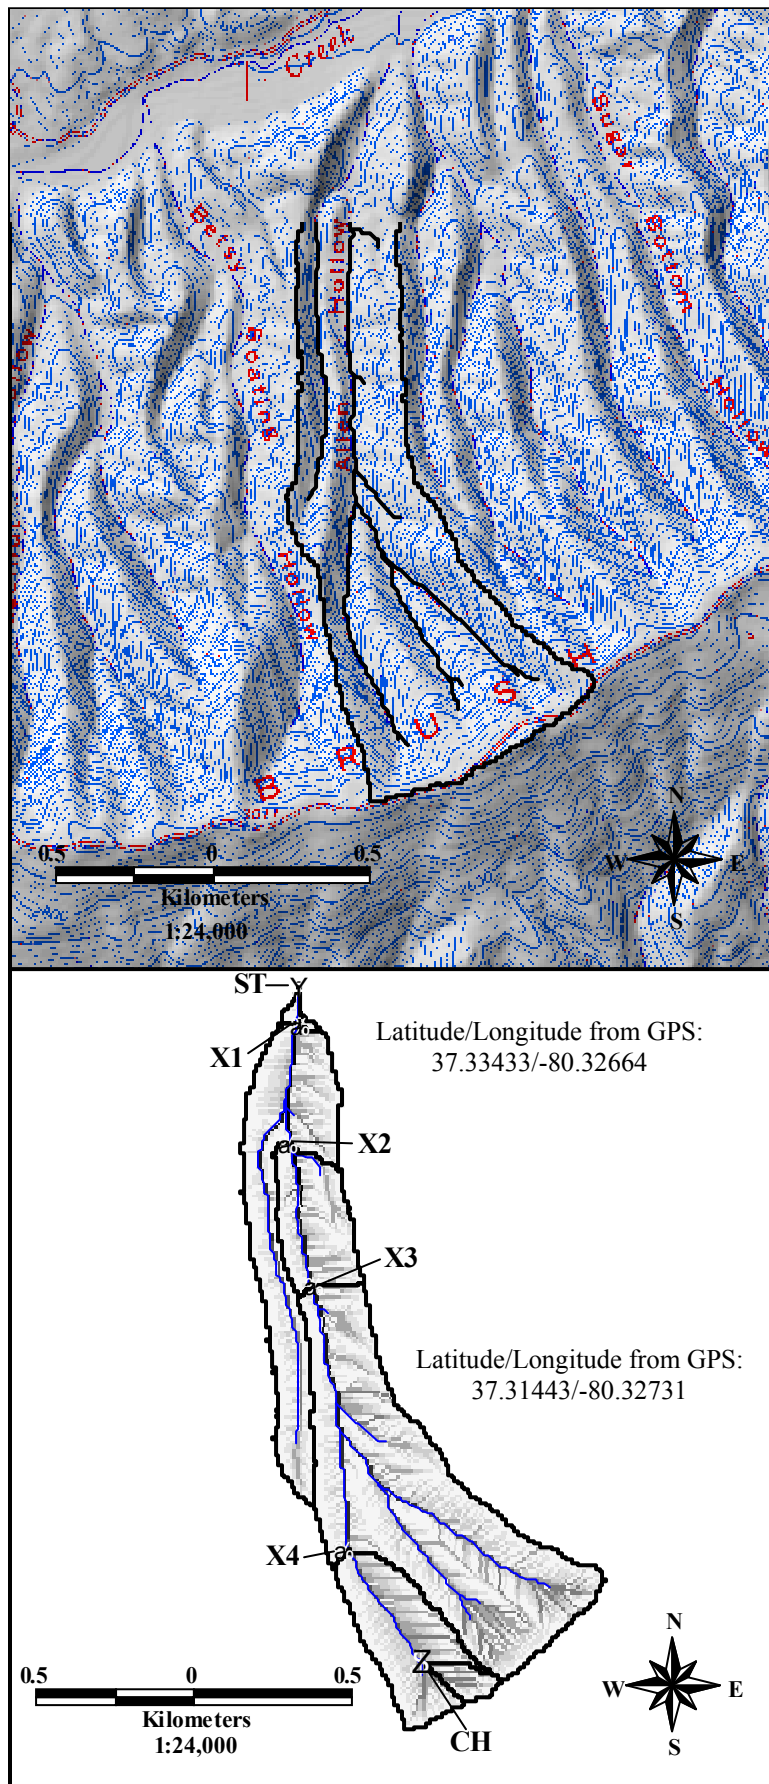 Creek
Sugar
Bottom
Hollow
Betsy
Hollow
Allen
Hollow
B R U S H
0.5 0 0.5
Kilometers
1:24,000
N
W E
S
ST
X1
Latitude/Longitude from GPS:
37.33433/-80.32664
X2
X3
Latitude/Longitude from GPS:
37.31443/-80.32731
X4
CH
0.5 0 0.5
Kilometers
1:24,000
N
W E
S